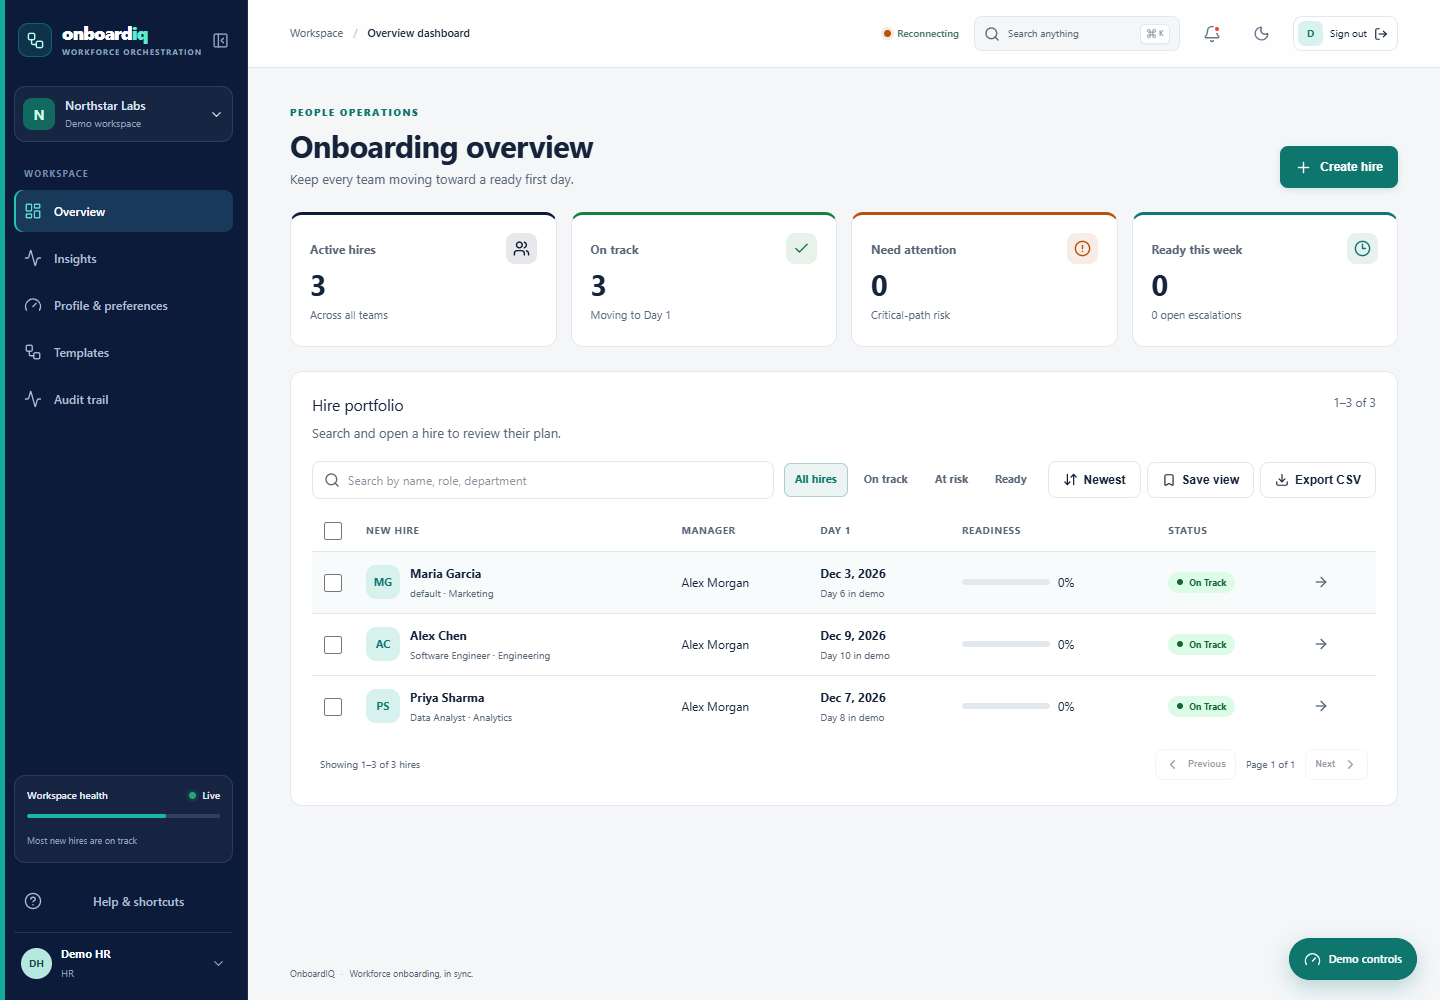 onboardiq
WORKFORCE ORCHESTRATION
N
Northstar Labs
Demo workspace
WORKSPACE
Overview
Insights
Profile & preferences
Templates
Audit trail
Workspace health
Live
Most new hires are on track
Help & shortcuts
DH
Demo HR
HR
Workspace / Overview dashboard
Reconnecting
Search anything
⌘ K
D
Sign out
PEOPLE OPERATIONS
Onboarding overview
Keep every team moving toward a ready first day.
Create hire
Active hires
3
Across all teams
On track
3
Moving to Day 1
Need attention
0
Critical-path risk
Ready this week
0
0 open escalations
Hire portfolio
1–3 of 3
Search and open a hire to review their plan.
Search by name, role, department
All hires
On track
At risk
Ready
Newest
Save view
Export CSV
NEW HIRE MANAGER DAY 1 READINESS STATUS
MG
Maria Garcia
default · Marketing
Alex Morgan
Dec 3, 2026
Day 6 in demo
0%
On Track
AC
Alex Chen
Software Engineer · Engineering
Alex Morgan
Dec 9, 2026
Day 10 in demo
0%
On Track
PS
Priya Sharma
Data Analyst · Analytics
Alex Morgan
Dec 7, 2026
Day 8 in demo
0%
On Track
Showing 1–3 of 3 hires
Previous
Page 1 of 1
Next
OnboardIQ · Workforce onboarding, in sync.
Demo controls